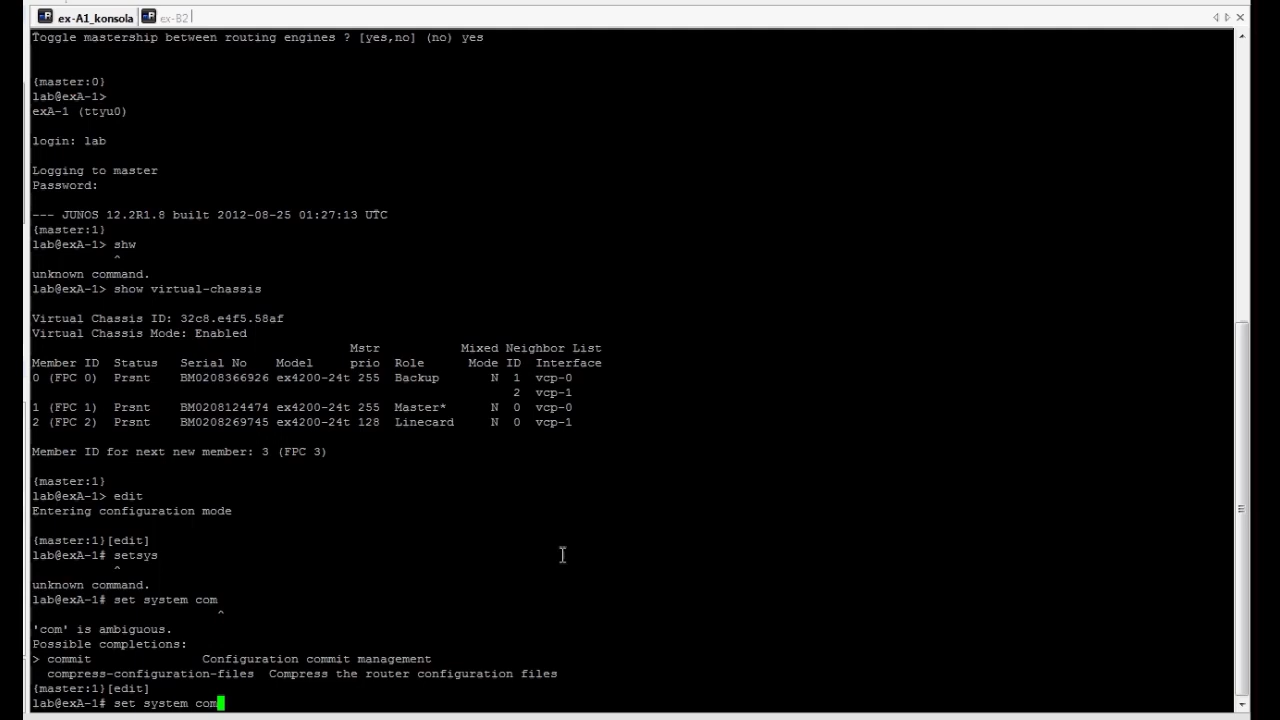 ex-A1_konsola ex-B2
Toggle mastership between routing engines ? [yes,no] (no) yes
{master:0}
lab@exA-1>
exA-1 (ttyu0)
login: lab
Logging to master
Password:
--- JUNOS 12.2R1.8 built 2012-08-25 01:27:13 UTC
{master:1}
lab@exA-1> shw
^
unknown command.
lab@exA-1> show virtual-chassis
Virtual Chassis ID: 32c8.e4f5.58af
Virtual Chassis Mode: Enabled
Mstr Mixed Neighbor List
Member ID Status Serial No Model prio Role Mode ID Interface
0 (FPC 0) Prsnt BM0208366926 ex4200-24t 255 Backup N 1 vcp-0
2 vcp-1
1 (FPC 1) Prsnt BM0208124474 ex4200-24t 255 Master* N 0 vcp-0
2 (FPC 2) Prsnt BM0208269745 ex4200-24t 128 Linecard N 0 vcp-1
Member ID for next new member: 3 (FPC 3)
{master:1}
lab@exA-1> edit
Entering configuration mode
{master:1}[edit]
lab@exA-1# setsys
^
unknown command.
lab@exA-1# set system com
^
'com' is ambiguous.
Possible completions:
> commit Configuration commit management
compress-configuration-files Compress the router configuration files
{master:1}[edit]
lab@exA-1# set system com